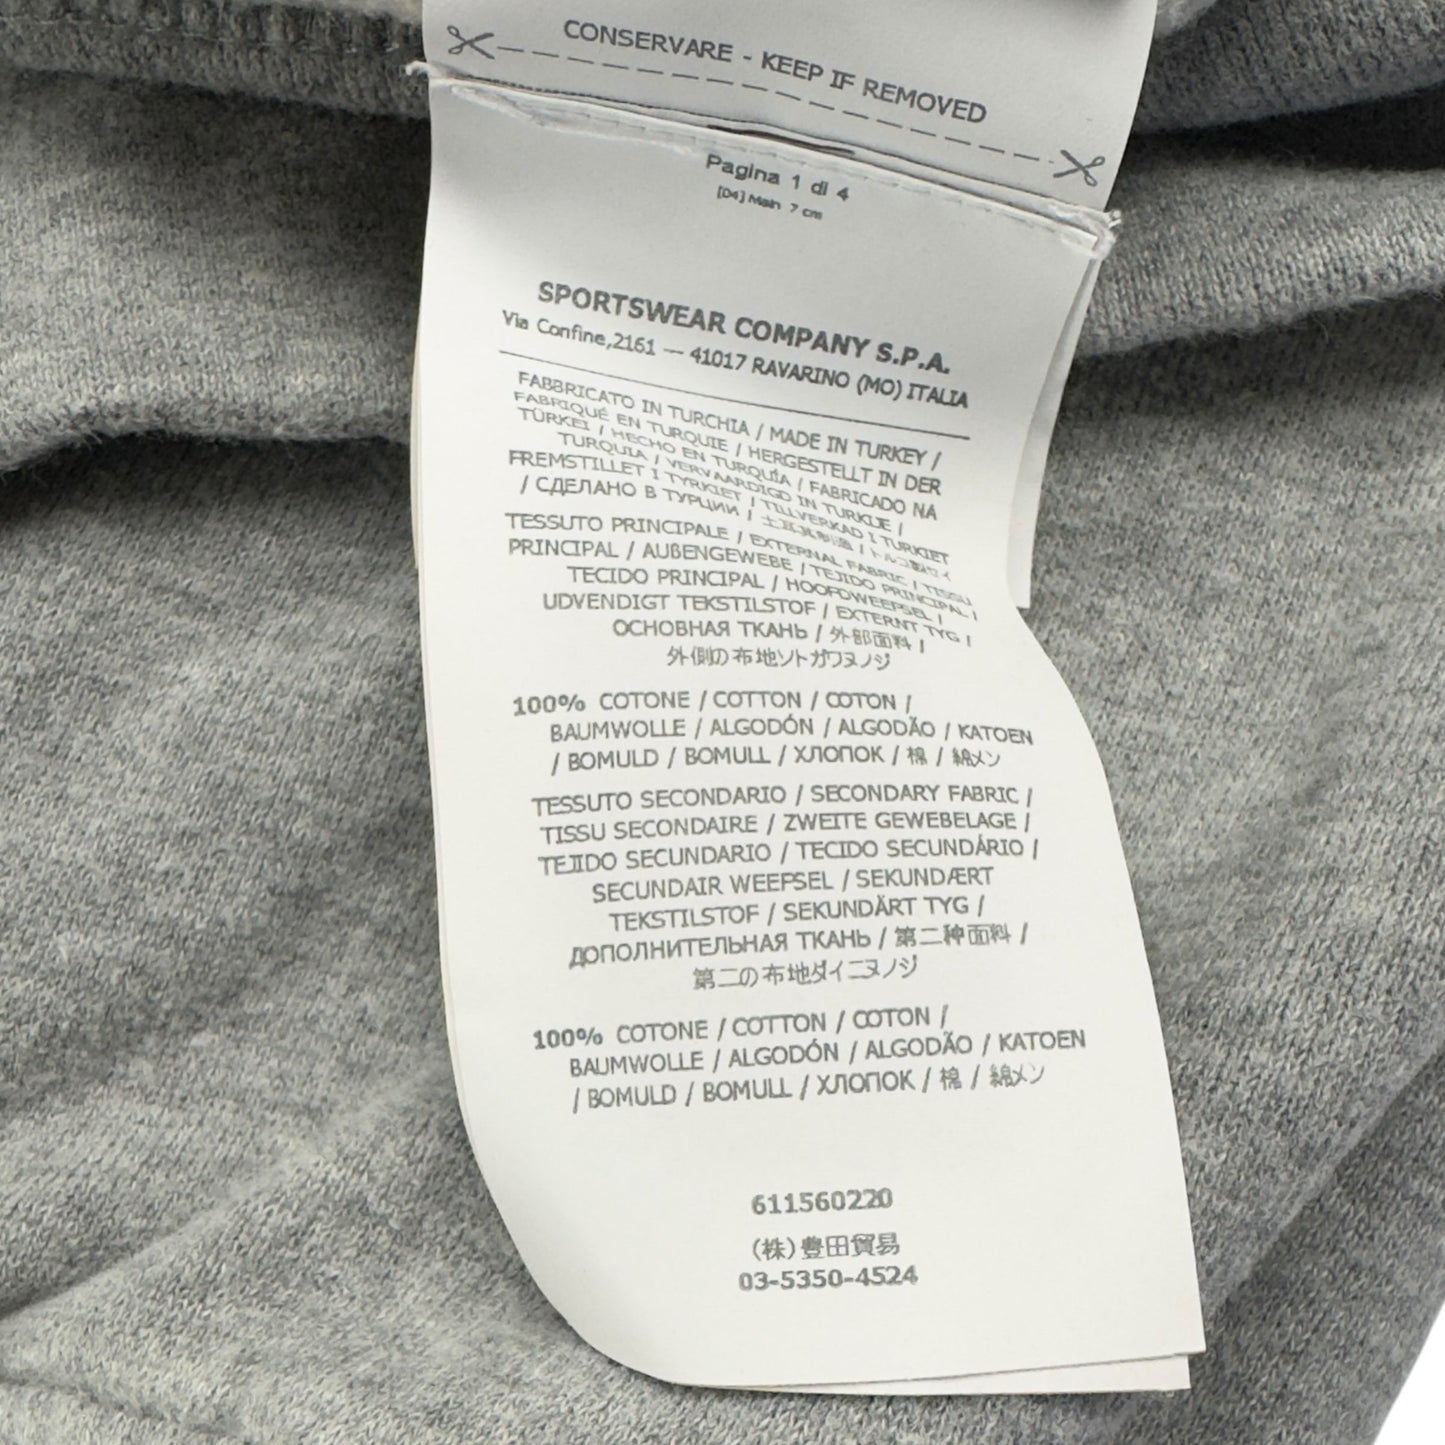 CONSERVARE - KEEP IF REMOVED
Pagina 1 di 4
[D4] Main 7 cm
SPORTSWEAR COMPANY S.P.A.
Via Confine,2161 — 41017 RAVARINO (MO) ITALIA
FABBRICATO IN TURCHIA / MADE IN TURKEY /
FABRIQUÉ EN TURQUIE / HERGESTELLT IN DER
TÜRKEI / HECHO EN TURQUÍA / FABRICADO NA
TURQUIA / VERVAARDIGD IN TURKIJE /
FREMSTILLET I TYRKIET / TILLVERKAD I TURKIET
/ СДЕЛАНО В ТУРЦИИ / 土耳其制造 /
TESSUTO PRINCIPALE / EXTERNAL FABRIC / TISSU
PRINCIPAL / AUßENGEWEBE / TEJIDO PRINCIPAL /
TECIDO PRINCIPAL / HOOFDWEEFSEL /
UDVENDIGT TEKSTILSTOF / EXTERNT TYG /
ОСНОВНАЯ ТКАНЬ / 外部面料 /
外側の布地ソトガワヌノジ
100% COTONE / COTTON / COTON /
BAUMWOLLE / ALGODÓN / ALGODÃO / KATOEN
/ BOMULD / BOMULL / ХЛОПОК / 棉 / 綿メン
TESSUTO SECONDARIO / SECONDARY FABRIC /
TISSU SECONDAIRE / ZWEITE GEWEBELAGE /
TEJIDO SECUNDARIO / TECIDO SECUNDÁRIO /
SECUNDAIR WEEFSEL / SEKUNDÆRT
TEKSTILSTOF / SEKUNDÄRT TYG /
ДОПОЛНИТЕЛЬНАЯ ТКАНЬ / 第二种面料 /
第二の布地ダイニヌノジ
100% COTONE / COTTON / COTON /
BAUMWOLLE / ALGODÓN / ALGODÃO / KATOEN
/ BOMULD / BOMULL / ХЛОПОК / 棉 / 綿メン
611560220
(株)豊田貿易
03-5350-4524